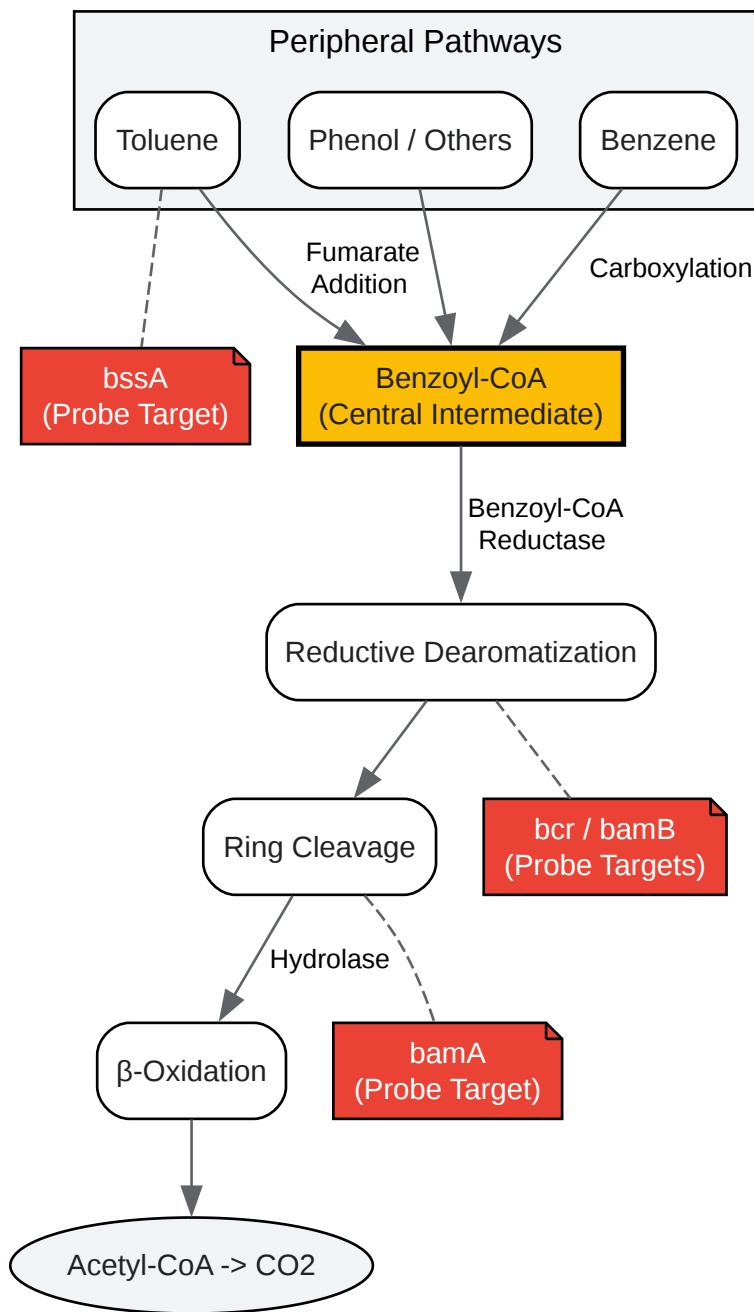 Peripheral Pathways
Toluene
Phenol / Others
Benzene
Fumarate
Addition
Carboxylation
bssA
(Probe Target)
Benzoyl-CoA
(Central Intermediate)
Benzoyl-CoA
Reductase
Reductive Dearomatization
Ring Cleavage
bcr / bamB
(Probe Targets)
Hydrolase
β-Oxidation
bamA
(Probe Target)
Acetyl-CoA -> CO2